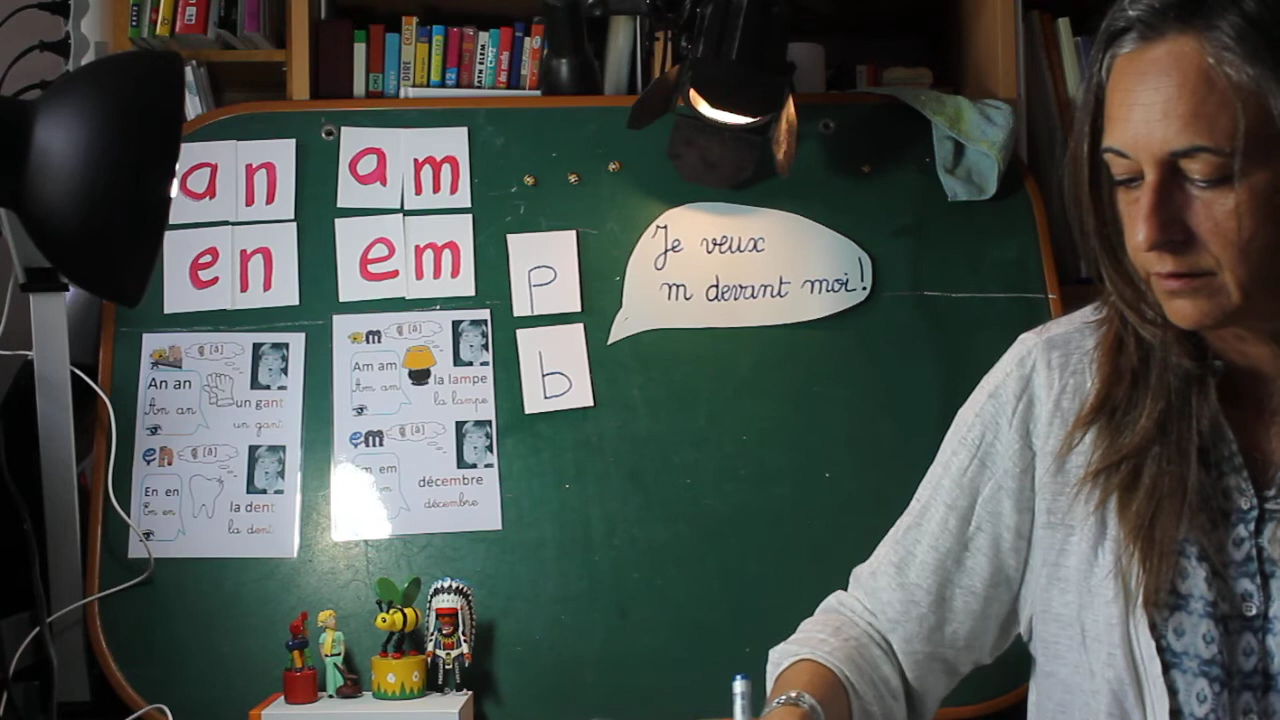 an am
en em
p
b
Je veux
m devant moi !
[ã]
An an
An an
un gant
un gant
[ã]
En en
En en
la dent
la dent
m [ã]
Am am
Am am
la lampe
la lampe
em [ã]
em
décembre
décembre
DIRE